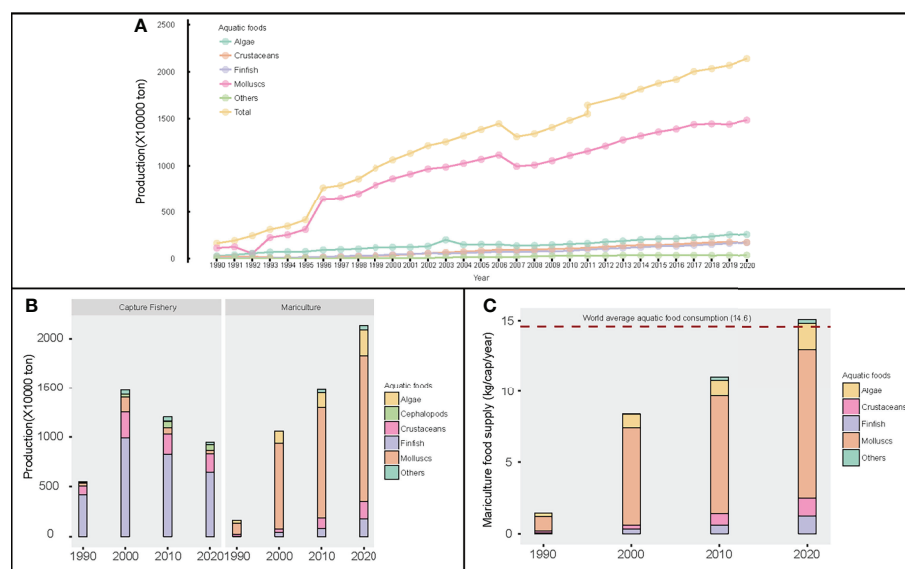 A
Aquatic foods
Algae
Crustaceans
Finfish
Molluscs
Others
Total
Production(X10000 ton)
2500
2000
1500
1000
500
0
1990 1991 1992 1993 1994 1995 1996 1997 1998 1999 2000 2001 2002 2003 2004 2005 2006 2007 2008 2009 2010 2011 2012 2013 2014 2015 2016 2017 2018 2019 2020
Year
B
Capture Fishery Mariculture
Production(X10000 ton)
2000
1500
1000
500
0
1990 2000 2010 2020 1990 2000 2010 2020
Aquatic foods
Algae
Cephalopods
Crustaceans
Finfish
Molluscs
Others
C
World average aquatic food consumption (14.6)
Mariculture food supply (kg/cap/year)
15
10
5
0
1990 2000 2010 2020
Aquatic foods
Algae
Crustaceans
Finfish
Molluscs
Others